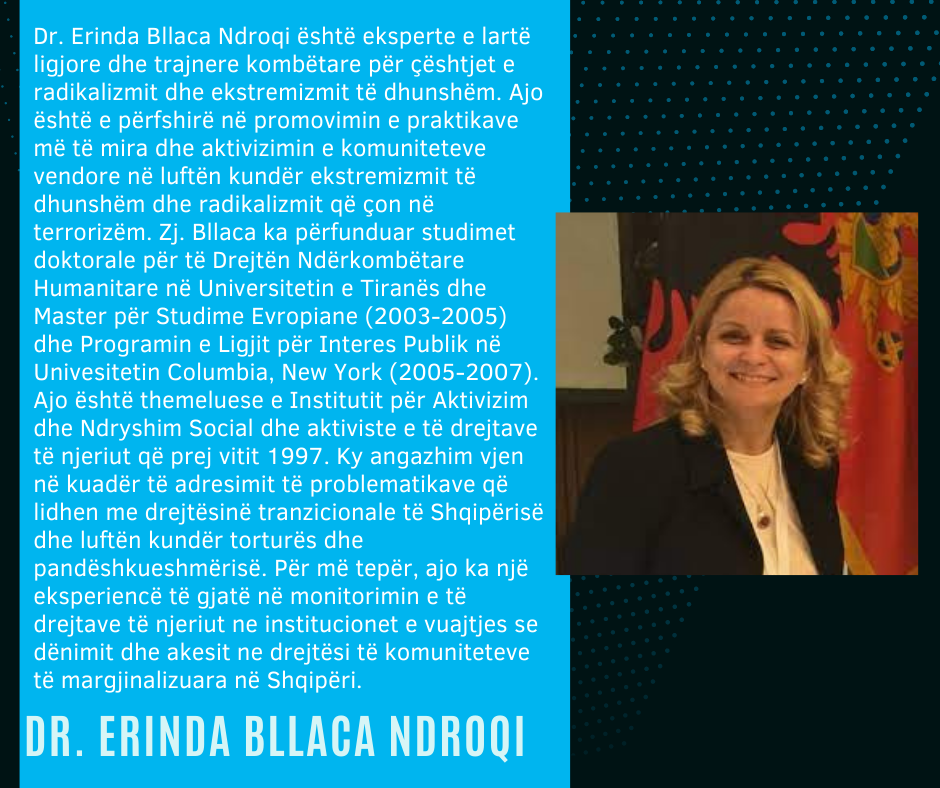 Dr. Erinda Bllaca Ndroqi është eksperte e lartë
ligjore dhe trajnere kombëtare për çështjet e
radikalizmit dhe ekstremizmit të dhunshëm. Ajo
është e përfshirë në promovimin e praktikave
më të mira dhe aktivizimin e komuniteteve
vendore në luftën kundër ekstremizmit të
dhunshëm dhe radikalizmit që çon në
terrorizëm. Zj. Bllaca ka përfunduar studimet
doktorale për të Drejtën Ndërkombëtare
Humanitare në Universitetin e Tiranës dhe
Master për Studime Evropiane (2003-2005)
dhe Programin e Ligjit për Interes Publik në
Univesitetin Columbia, New York (2005-2007).
Ajo është themeluese e Institutit për Aktivizim
dhe Ndryshim Social dhe aktiviste e të drejtave
të njeriut që prej vitit 1997. Ky angazhim vjen
në kuadër të adresimit të problematikave që
lidhen me drejtësinë tranzicionale të Shqipërisë
dhe luftën kundër torturës dhe
pandëshkueshmërisë. Për më tepër, ajo ka një
eksperiencë të gjatë në monitorimin e të
drejtave të njeriut ne institucionet e vuajtjes se
dënimit dhe akesit ne drejtësi të komuniteteve
të margjinalizuara në Shqipëri.
DR. ERINDA BLLACA NDROQI